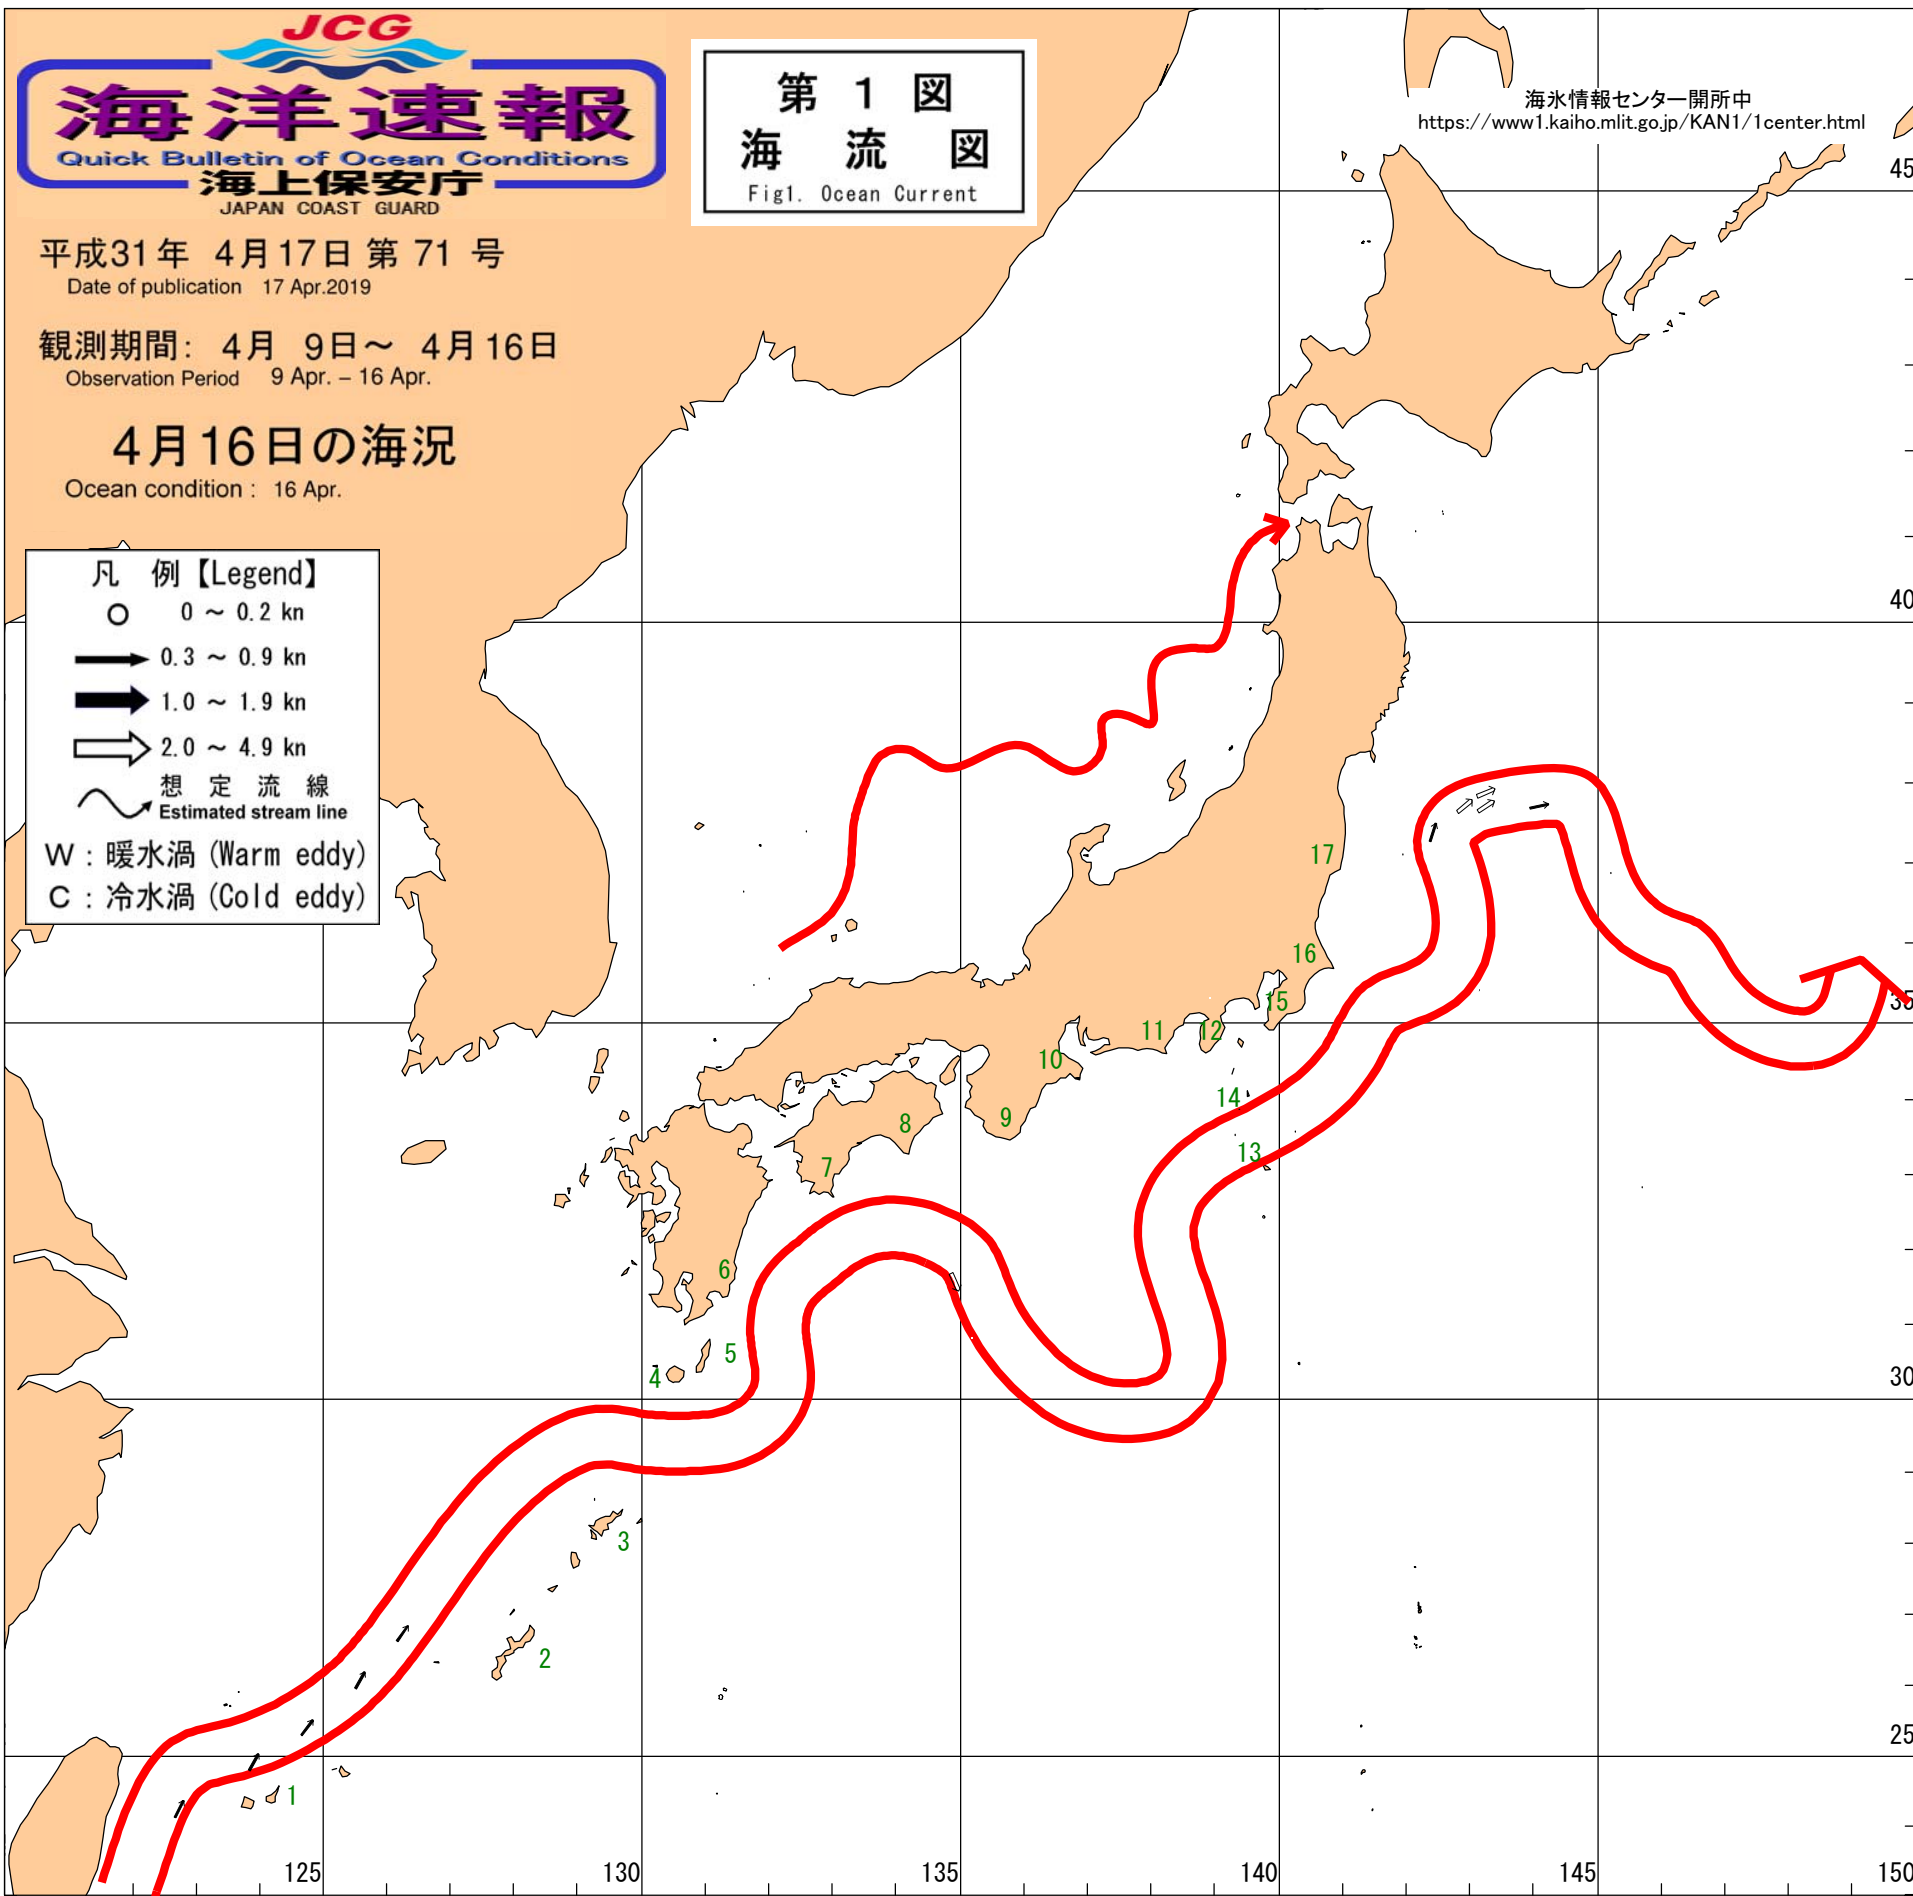 JCG
海洋速報
Quick Bulletin of Ocean Conditions
海上保安庁
JAPAN COAST GUARD
第 1 図
海 流 図
Fig1. Ocean Current
海氷情報センター開所中
https://www1.kaiho.mlit.go.jp/KAN1/1center.html
平成31年 4月17日 第 71 号
Date of publication 17 Apr.2019
観測期間: 4月 9日～ 4月16日
Observation Period 9 Apr. – 16 Apr.
4月16日の海況
Ocean condition : 16 Apr.
凡 例【Legend】
0 ～ 0.2 kn
0.3 ～ 0.9 kn
1.0 ～ 1.9 kn
2.0 ～ 4.9 kn
想 定 流 線
Estimated stream line
W : 暖水渦 (Warm eddy)
C : 冷水渦 (Cold eddy)
45
40
35
30
25
17
16
15
12
11
10
14
9
8
13
7
6
5
4
3
2
1
125
130
135
140
145
150